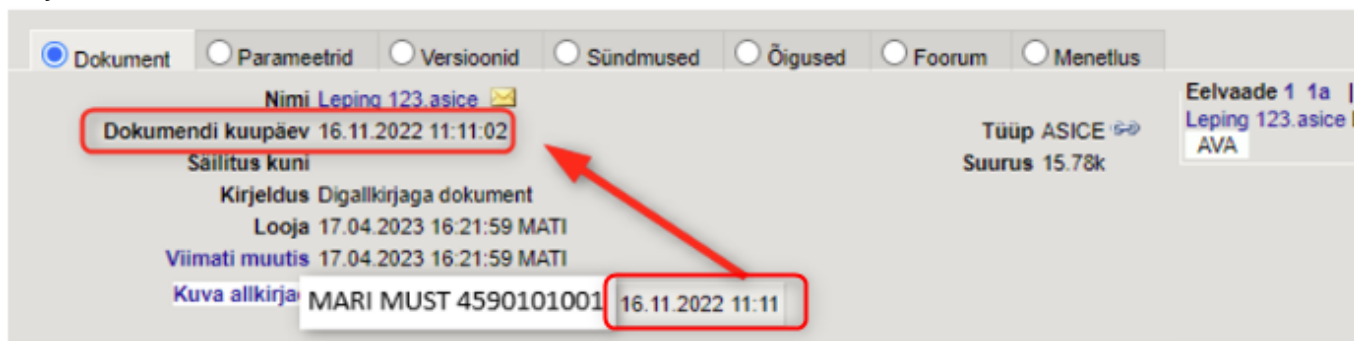 Dokument Parameetrid Versioonid Sündmused Õigused Foorum Menetlus
Nimi Leping 123.asice
Dokumendi kuupäev 16.11.2022 11:11:02
Säilitus kuni
Kirjeldus Digallkirjaga dokument
Looja 17.04.2023 16:21:59 MATI
Viimati muutis 17.04.2023 16:21:59 MATI
Kuva allkirja MARI MUST 4590101001 16.11.2022 11:11
Tüüp ASICE
Suurus 15.78k
Eelvaade 1 1a |
Leping 123.asice
AVA